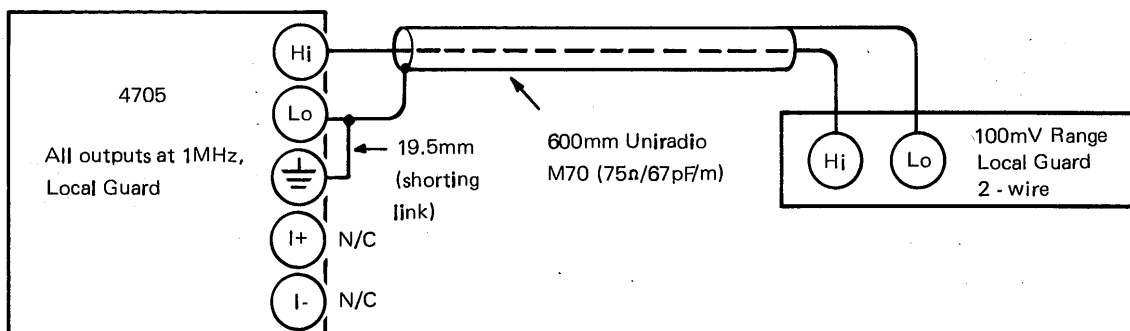 4705
All outputs at 1MHz,
Local Guard
Hi
Lo
I+
I-
N/C
N/C
19.5mm
(shorting
link)
600mm Uniradio
M70 (75Ω/67pF/m)
Hi
Lo
100mV Range
Local Guard
2 - wire